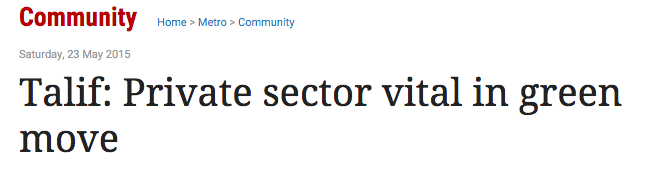 Community Home > Metro > Community
Saturday, 23 May 2015
Talif: Private sector vital in green
move